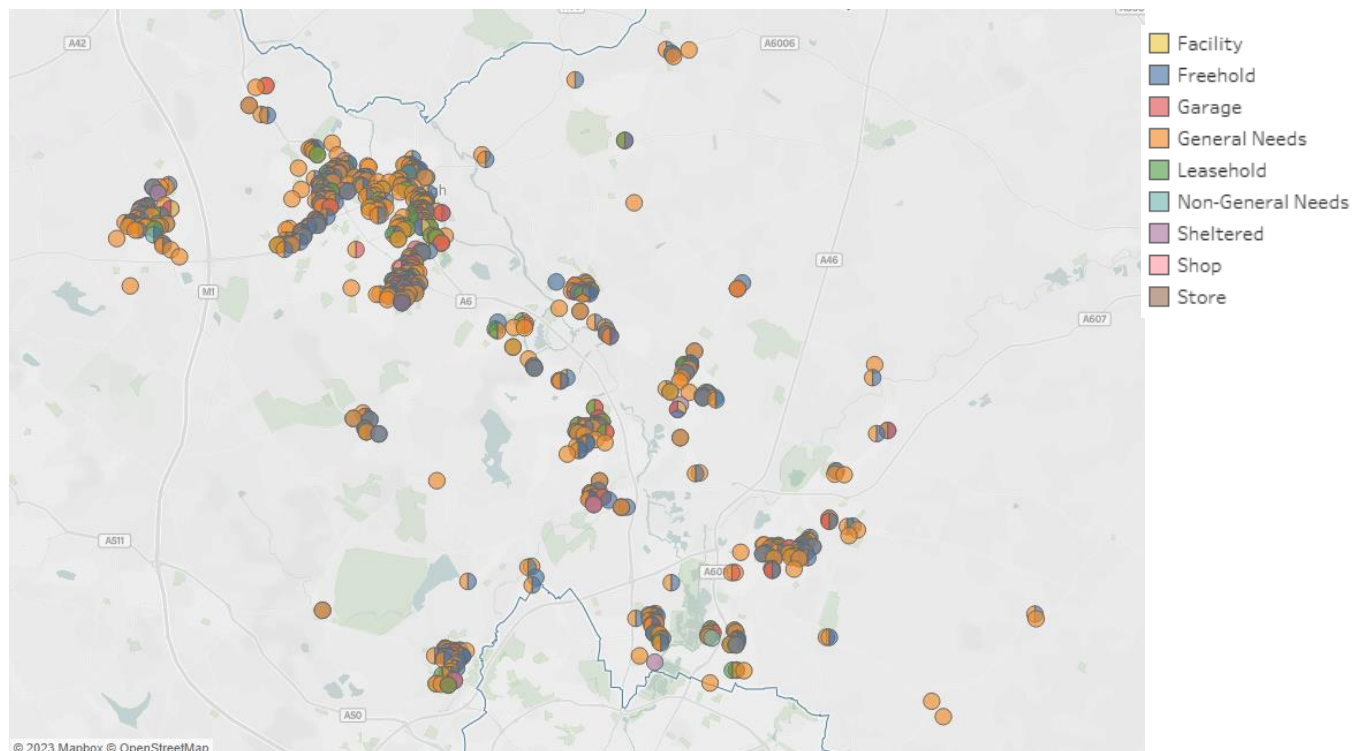 A42
A6006
Facility
Freehold
Garage
General Needs
Leasehold
Non-General Needs
Sheltered
Shop
Store
A46
M1
A6
A607
A511
A50
© 2023 Mapbox © OpenStreetMap